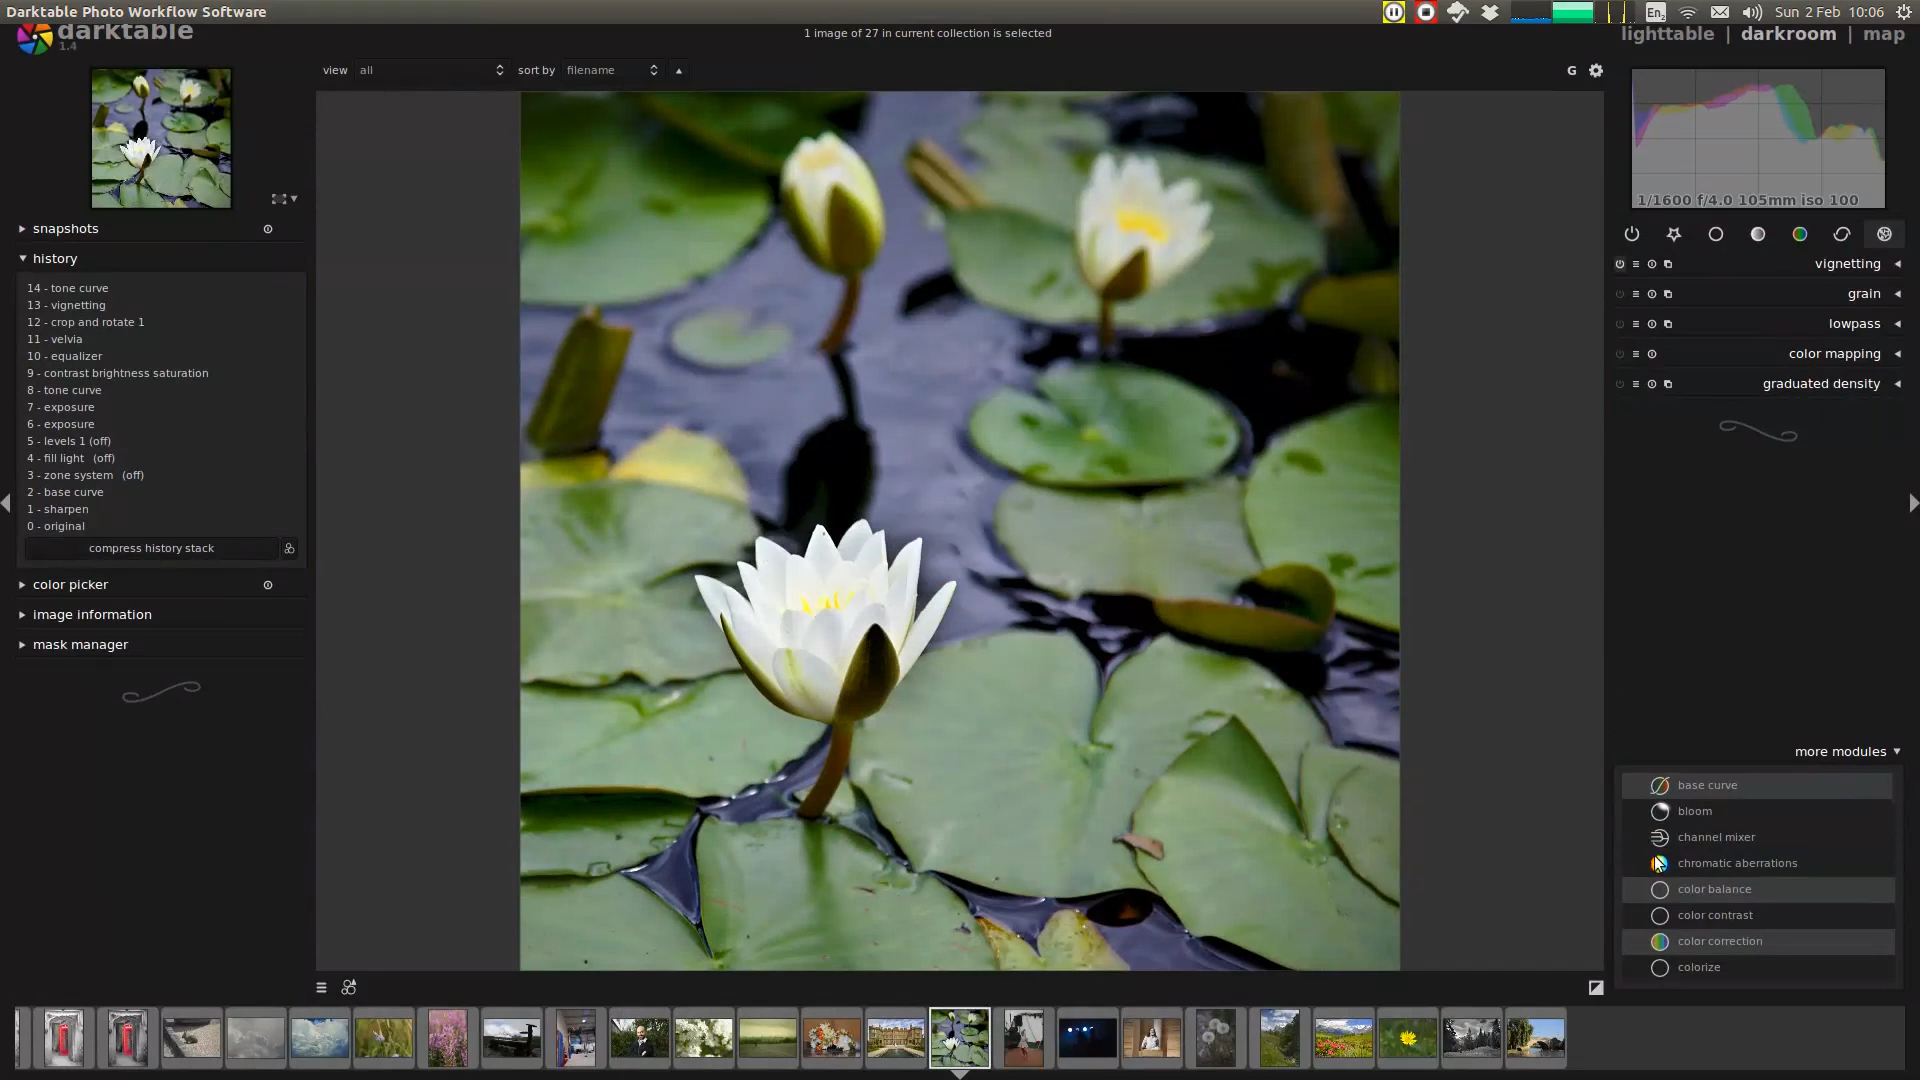 Darktable Photo Workflow Software
En2
Sun 2 Feb 10:06
darktable
1.4
1 image of 27 in current collection is selected
lighttable | darkroom | map
view all
sort by filename
G
1/1600 f/4.0 105mm iso 100
snapshots
history
14 - tone curve
13 - vignetting
12 - crop and rotate 1
11 - velvia
10 - equalizer
9 - contrast brightness saturation
8 - tone curve
7 - exposure
6 - exposure
5 - levels 1 (off)
4 - fill light (off)
3 - zone system (off)
2 - base curve
1 - sharpen
0 - original
compress history stack
color picker
image information
mask manager
vignetting
grain
lowpass
color mapping
graduated density
more modules
base curve
bloom
channel mixer
chromatic aberrations
color balance
color contrast
color correction
colorize